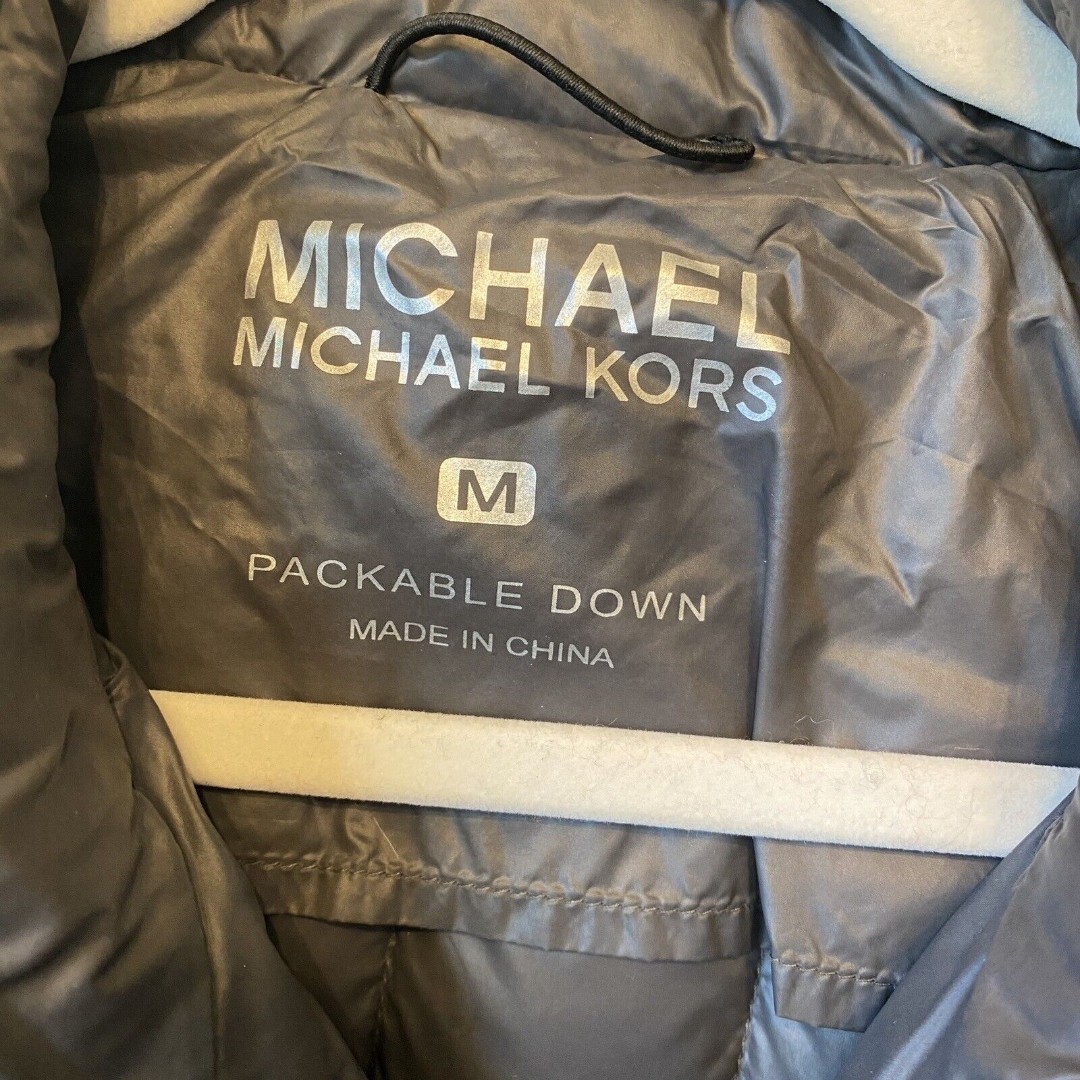 MICHAEL
MICHAEL KORS
M
PACKABLE DOWN
MADE IN CHINA